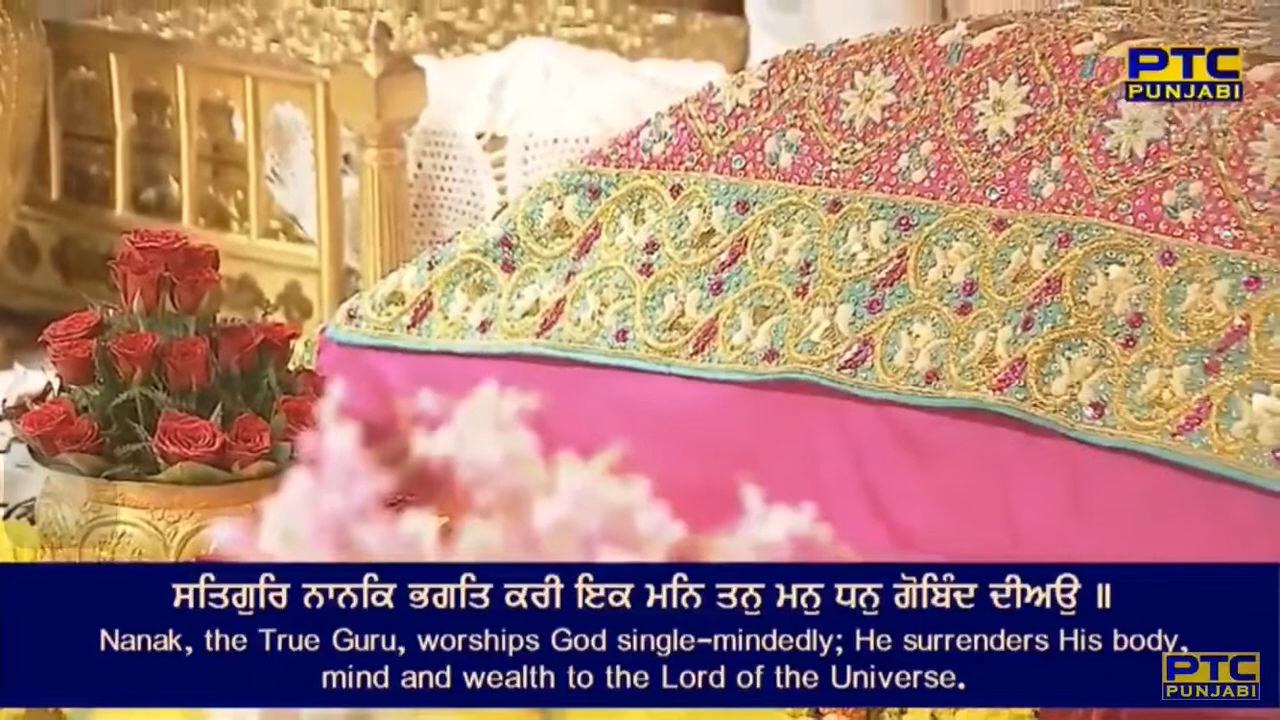 PTC
PUNJABI
ਸਤਿਗੁਰਿ ਨਾਨਕਿ ਭਗਤਿ ਕਰੀ ਇਕ ਮਨਿ ਤਨੁ ਮਨੁ ਧਨੁ ਗੋਬਿੰਦ ਦੀਅਉ ॥
Nanak, the True Guru, worships God single-mindedly; He surrenders His body,
mind and wealth to the Lord of the Universe.
PTC
PUNJABI